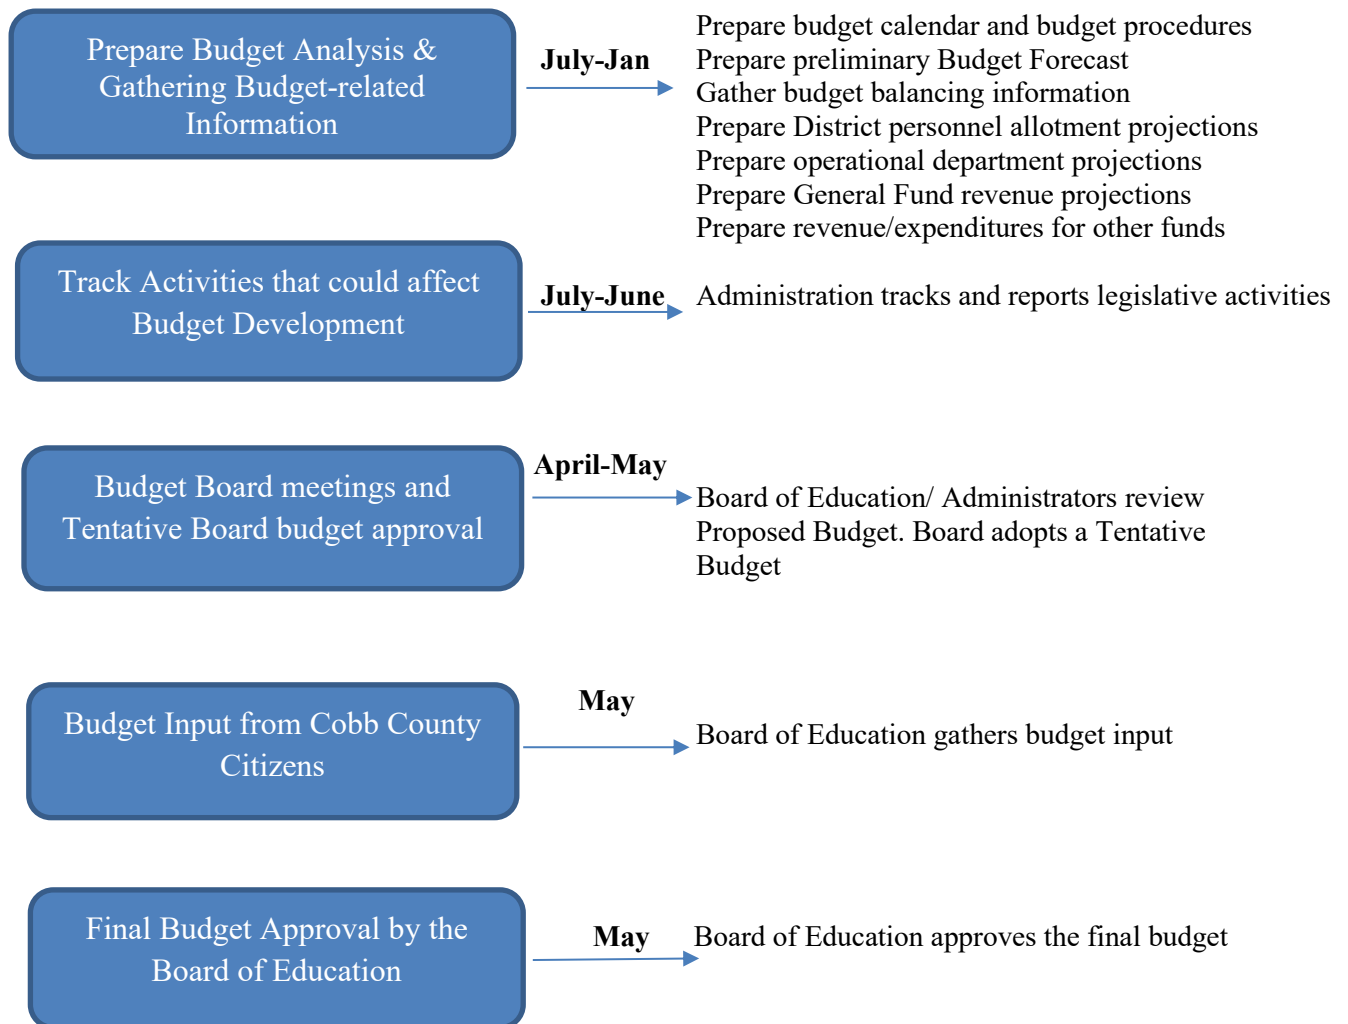 Prepare Budget Analysis &
Gathering Budget-related
Information
July-Jan
Prepare budget calendar and budget procedures
Prepare preliminary Budget Forecast
Gather budget balancing information
Prepare District personnel allotment projections
Prepare operational department projections
Prepare General Fund revenue projections
Prepare revenue/expenditures for other funds
Track Activities that could affect
Budget Development
July-June
Administration tracks and reports legislative activities
Budget Board meetings and
Tentative Board budget approval
April-May
Board of Education/ Administrators review
Proposed Budget. Board adopts a Tentative
Budget
Budget Input from Cobb County
Citizens
May
Board of Education gathers budget input
Final Budget Approval by the
Board of Education
May
Board of Education approves the final budget